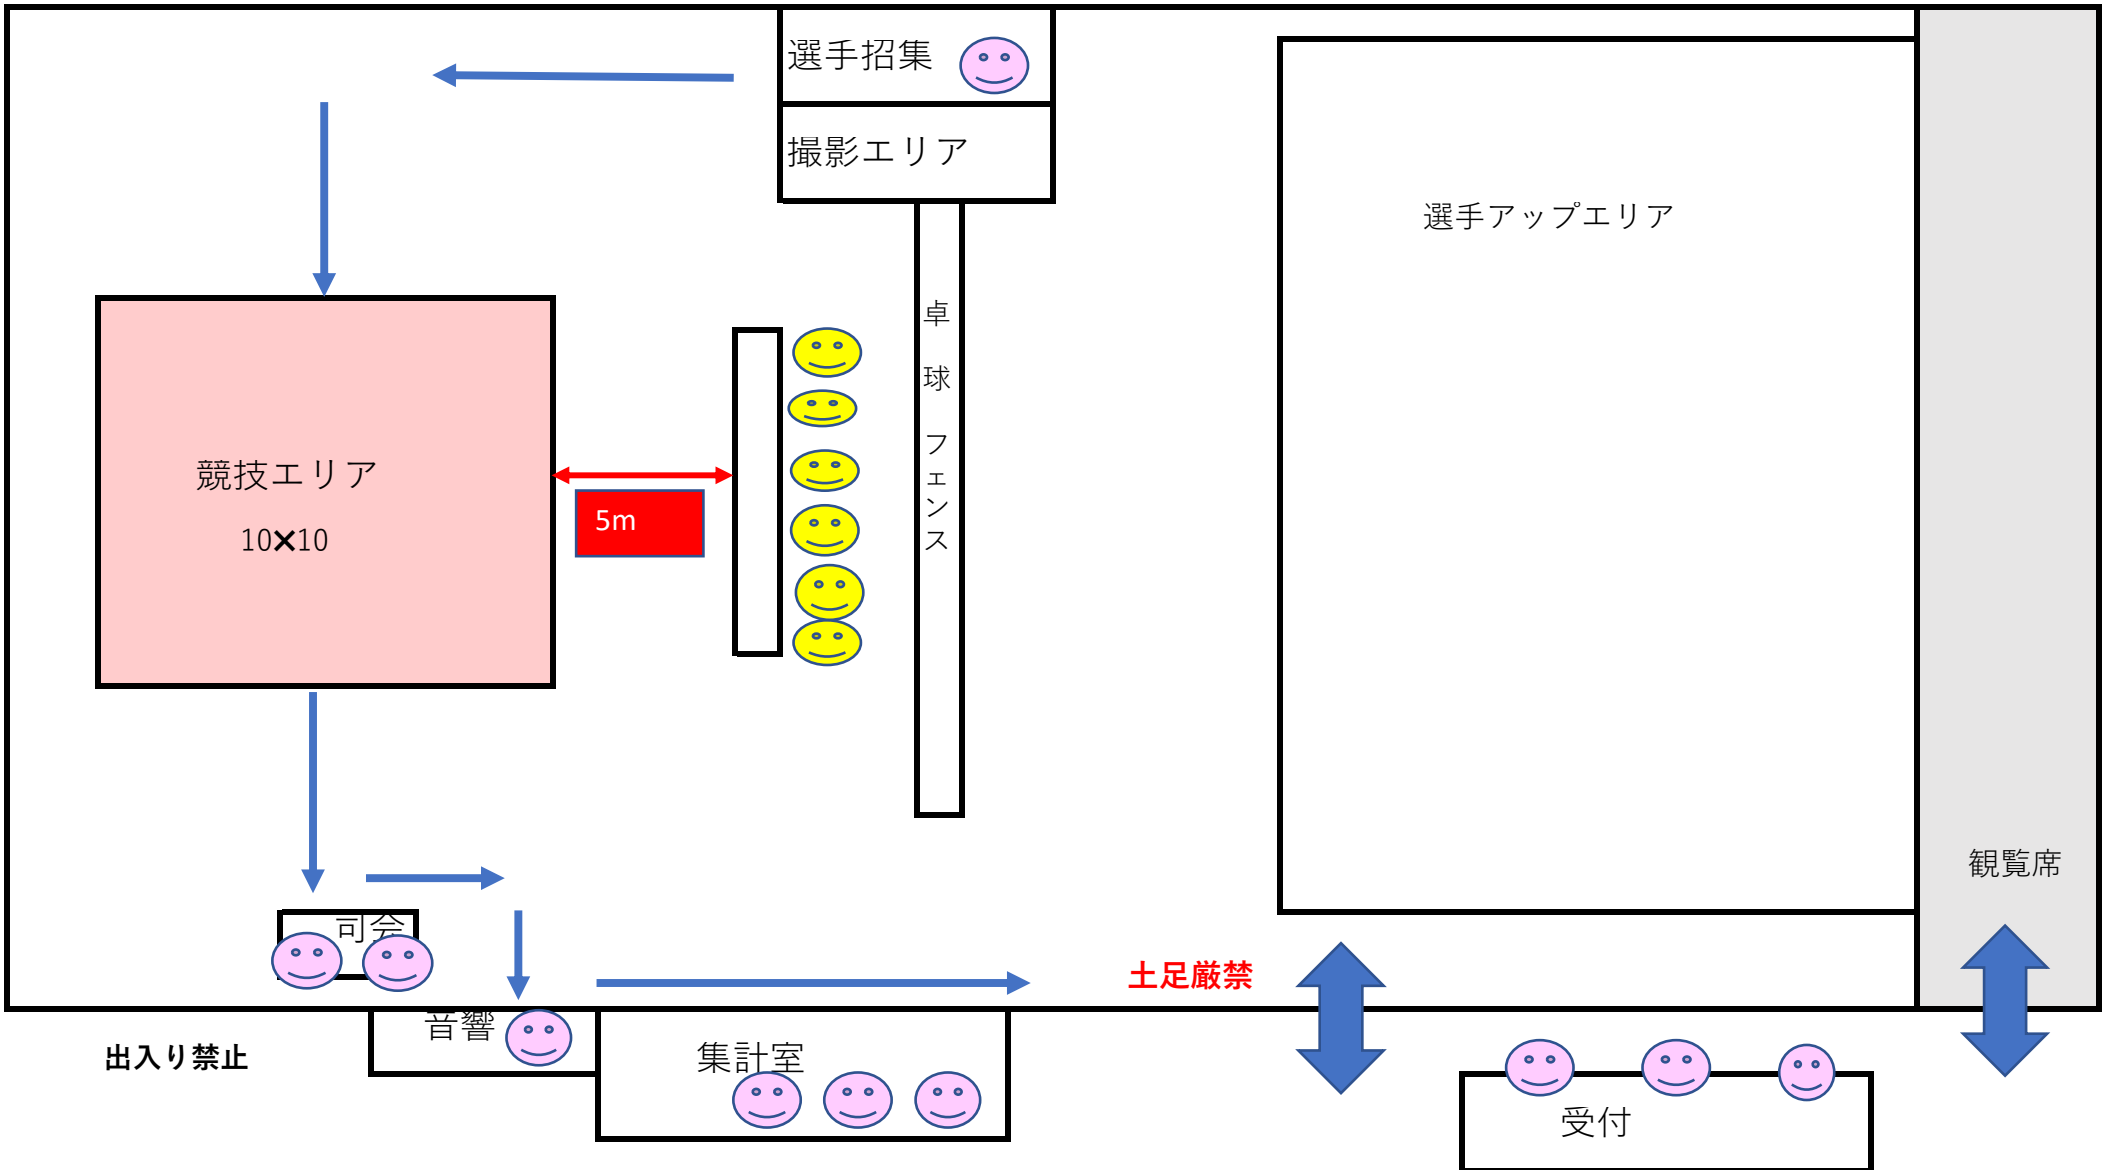 選手招集
撮影エリア
選手アップエリア
卓球フェンス
競技エリア
10✖10
5m
観覧席
司会
土足厳禁
音響
出入り禁止
集計室
受付